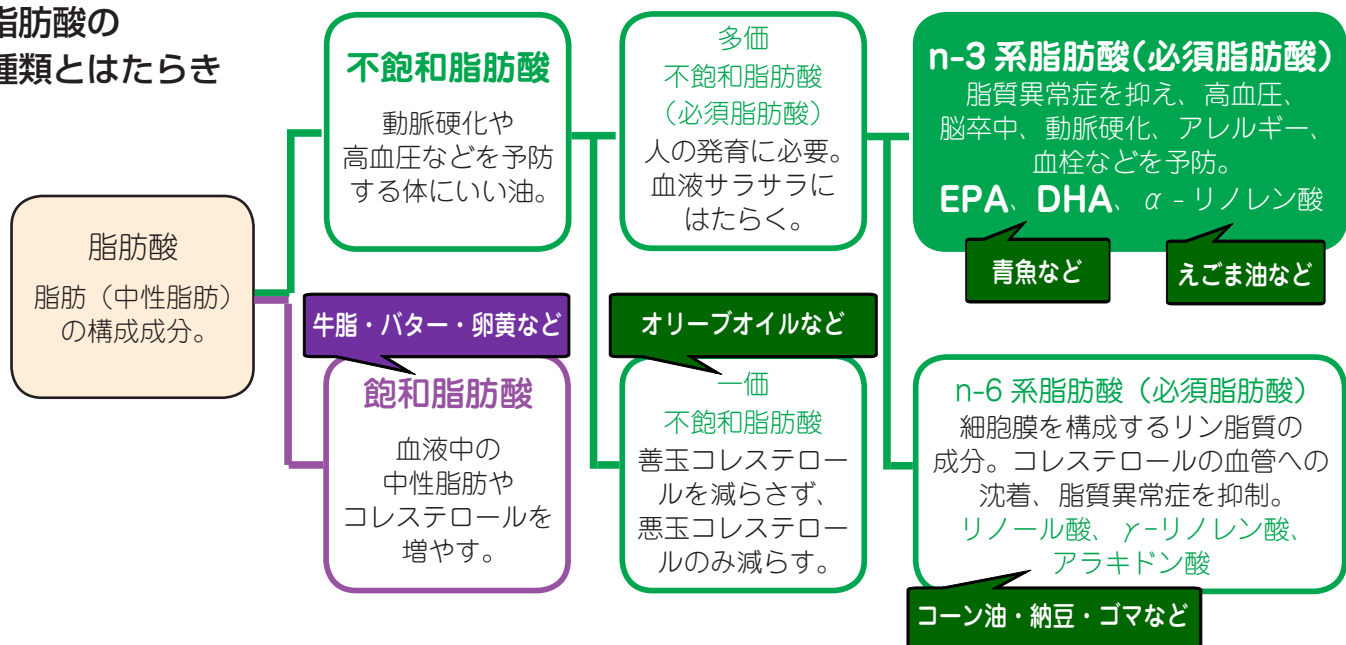 脂肪酸の
種類とはたらき
脂肪酸
脂肪（中性脂肪）
の構成成分。
不飽和脂肪酸
動脈硬化や
高血圧などを予防
する体にいい油。
牛脂・バター・卵黄など
飽和脂肪酸
血液中の
中性脂肪や
コレステロールを
増やす。
多価
不飽和脂肪酸
（必須脂肪酸）
人の発育に必要。
血液サラサラに
はたらく。
オリーブオイルなど
一価
不飽和脂肪酸
善玉コレステロー
ルを減らさず、
悪玉コレステロー
ルのみ減らす。
n-3 系脂肪酸（必須脂肪酸）
脂質異常症を抑え、高血圧、
脳卒中、動脈硬化、アレルギー、
血栓などを予防。
EPA、DHA、α - リノレン酸
青魚など
えごま油など
n-6 系脂肪酸（必須脂肪酸）
細胞膜を構成するリン脂質の
成分。コレステロールの血管への
沈着、脂質異常症を抑制。
リノール酸、γ-リノレン酸、
アラキドン酸
コーン油・納豆・ゴマなど